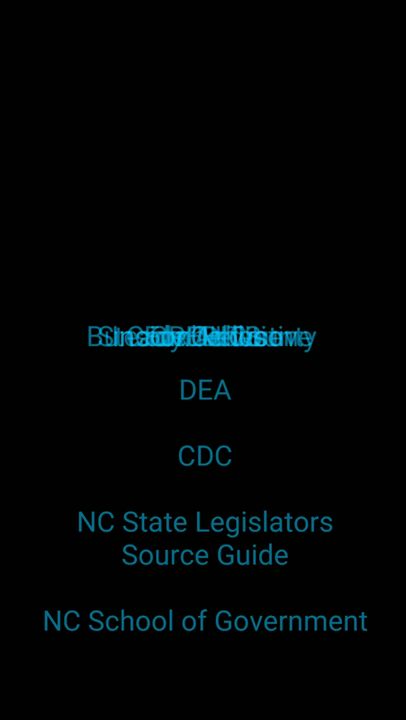 DEA
CDC
NC State Legislators
Source Guide
NC School of Government